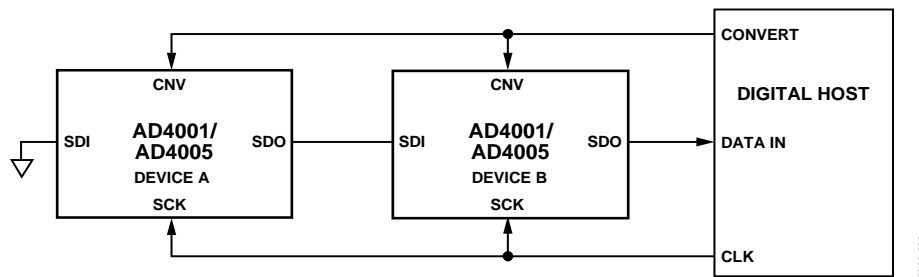 CONVERT
CNV
CNV
DIGITAL HOST
AD4001/
AD4005
DEVICE A
SDI
SDO
SCK
AD4001/
AD4005
DEVICE B
SDI
SDO
SCK
DATA IN
CLK